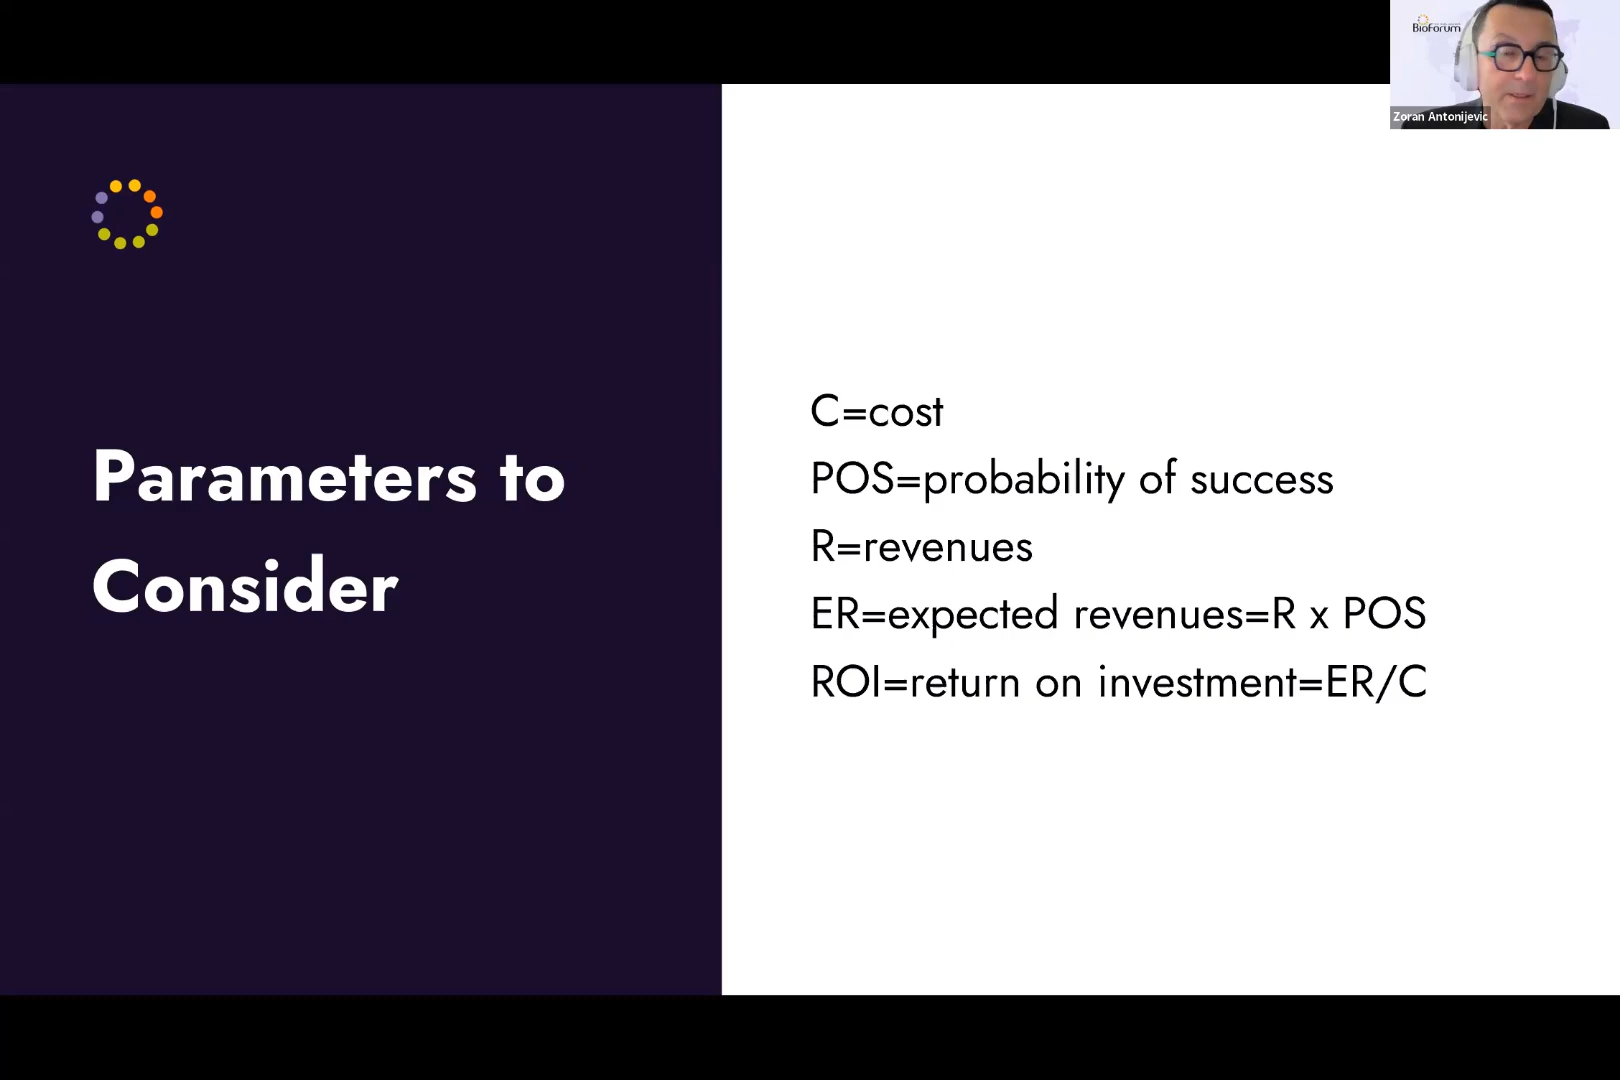 BioForum
Zoran Antonijevic
Parameters to
Consider
C=cost
POS=probability of success
R=revenues
ER=expected revenues=R x POS
ROI=return on investment=ER/C